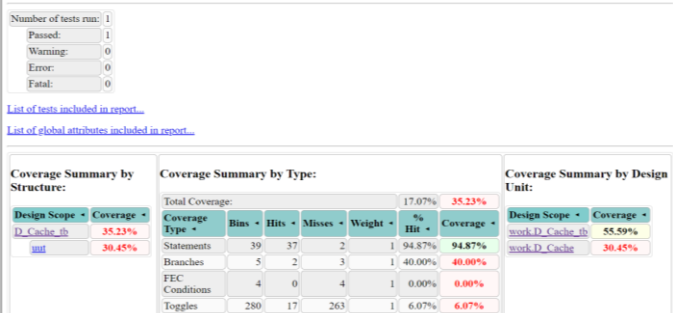 Number of tests run: 1
Passed: 1
Warning: 0
Error: 0
Fatal: 0
List of tests included in report...
List of global attributes included in report...
Coverage Summary by Structure:
Design Scope ◂ Coverage ◂
D_Cache_tb 35.23%
uut 30.45%
Coverage Summary by Type:
Total Coverage: 17.07% 35.23%
Coverage Type ◂ Bins ◂ Hits ◂ Misses ◂ Weight ◂ % Hit ◂ Coverage ◂
Statements 39 37 2 1 94.87% 94.87%
Branches 5 2 3 1 40.00% 40.00%
FEC Conditions 4 0 4 1 0.00% 0.00%
Toggles 280 17 263 1 6.07% 6.07%
Coverage Summary by Design Unit:
Design Scope ◂ Coverage ◂
work.D_Cache_tb 55.59%
work.D_Cache 30.45%